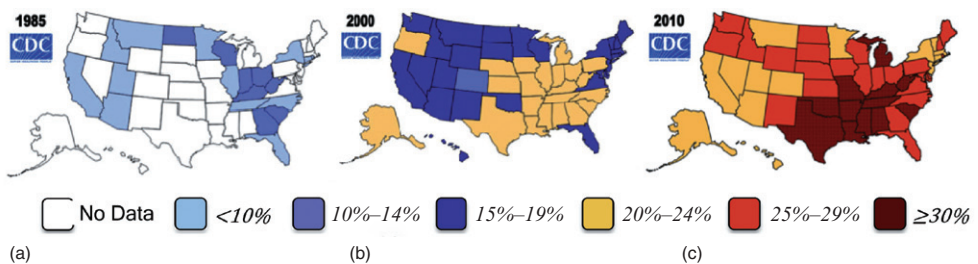 1985
CDC
2000
CDC
2010
CDC
No Data
<10%
10%–14%
15%–19%
20%–24%
25%–29%
≥30%
(a)
(b)
(c)